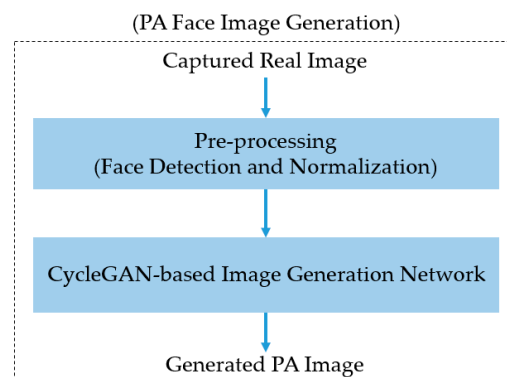 (PA Face Image Generation)
Captured Real Image
Pre-processing
(Face Detection and Normalization)
CycleGAN-based Image Generation Network
Generated PA Image